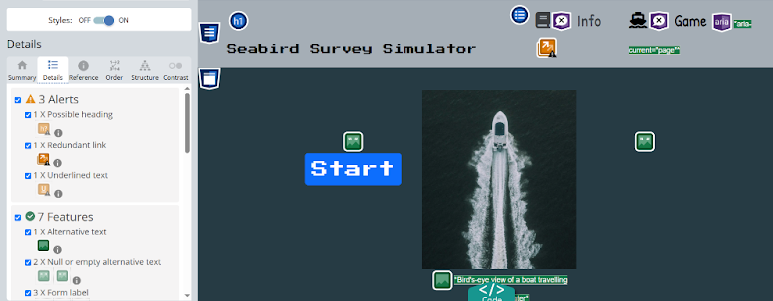 Styles: OFF ON
Details
Summary Details Reference Order Structure Contrast
3 Alerts
1 X Possible heading
1 X Redundant link
1 X Underlined text
7 Features
1 X Alternative text
2 X Null or empty alternative text
3 X Form label
h1
Seabird Survey Simulator
Info
Game
aria
*aria-
current="page"*
Start
*Bird's-eye view of a boat travelling
</>
Code